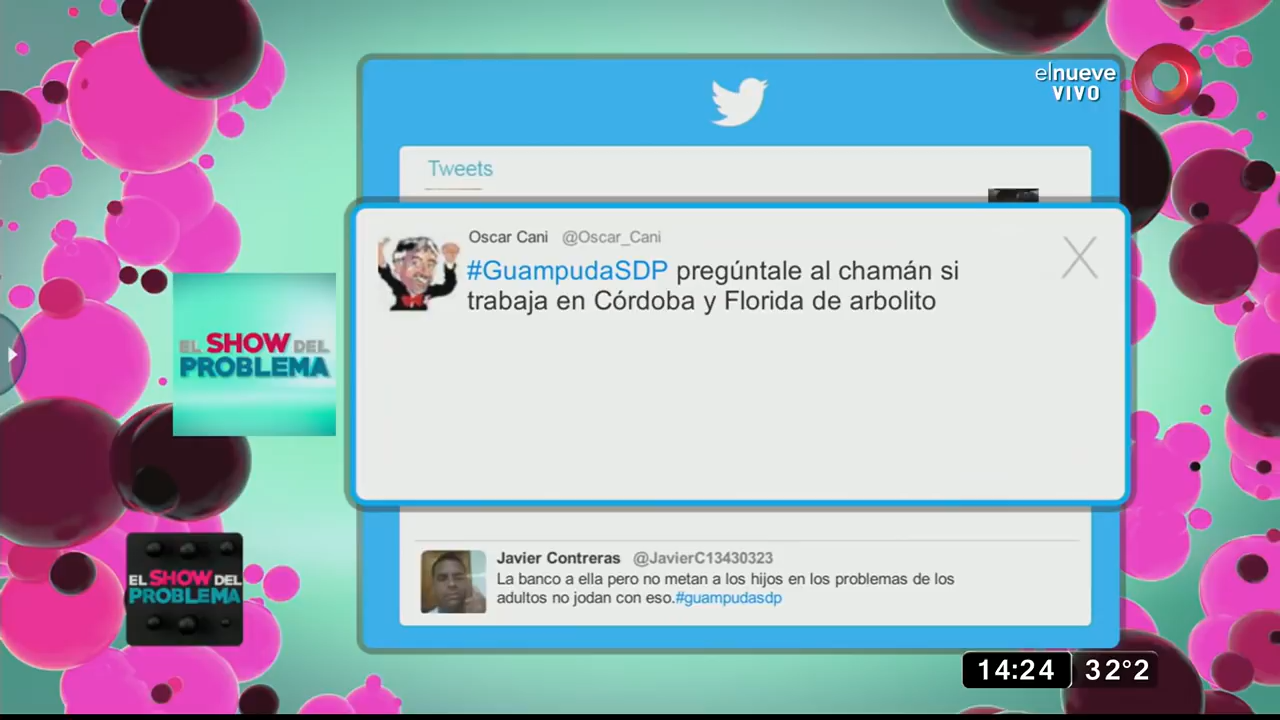 elnueve
VIVO
Tweets
Oscar Cani @Oscar_Cani
#GuampudaSDP pregúntale al chamán si
trabaja en Córdoba y Florida de arbolito
EL SHOW DEL
PROBLEMA
Javier Contreras @JavierC13430323
La banco a ella pero no metan a los hijos en los problemas de los
adultos no jodan con eso.#guampudasdp
EL SHOW DEL
PROBLEMA
14:24 32°2